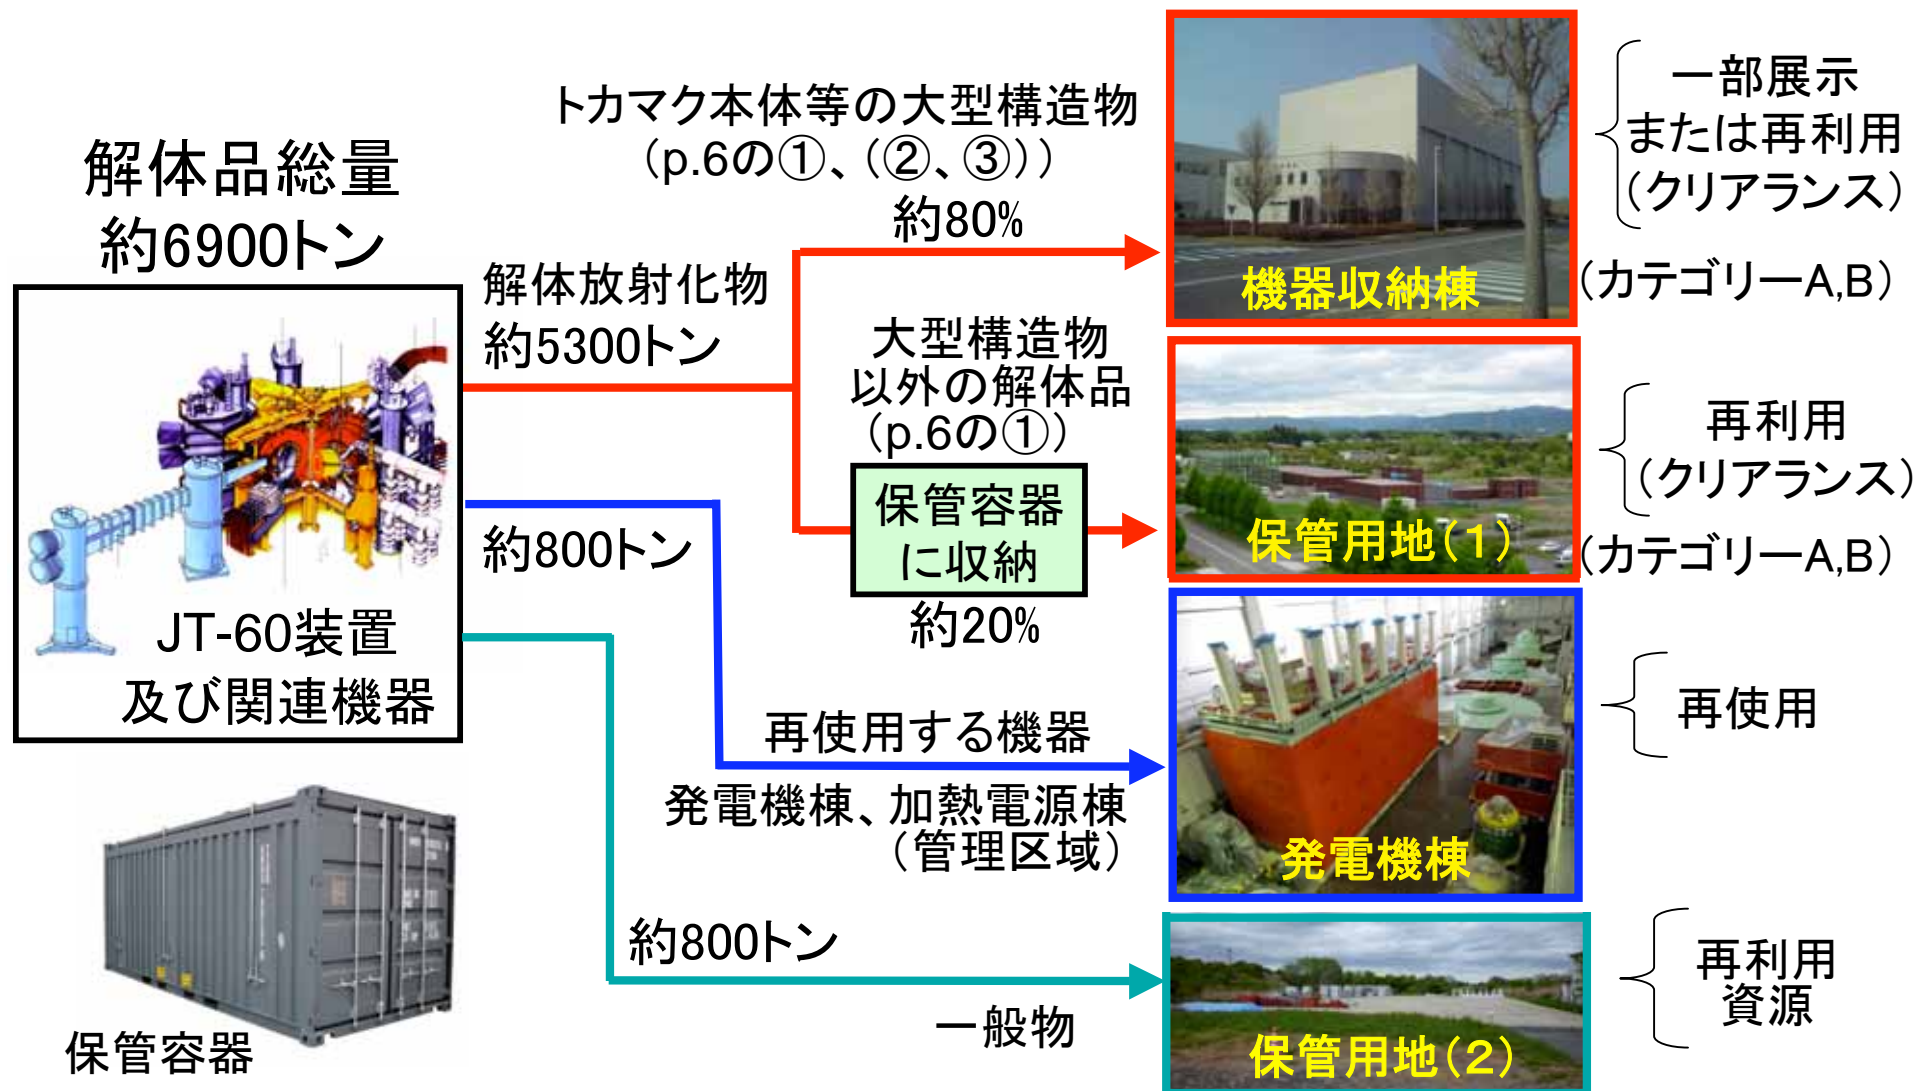 解体品総量
約6900トン
JT-60装置
及び関連機器
保管容器
解体放射化物
約5300トン
トカマク本体等の大型構造物
(p.6の①、(②、③))
約80%
機器収納棟
一部展示
または再利用
(クリアランス)
(カテゴリーA,B)
大型構造物
以外の解体品
(p.6の①)
保管容器
に収納
約20%
保管用地(1)
再利用
(クリアランス)
(カテゴリーA,B)
約800トン
再使用する機器
発電機棟、加熱電源棟
(管理区域)
発電機棟
再使用
約800トン
一般物
保管用地(2)
再利用
資源